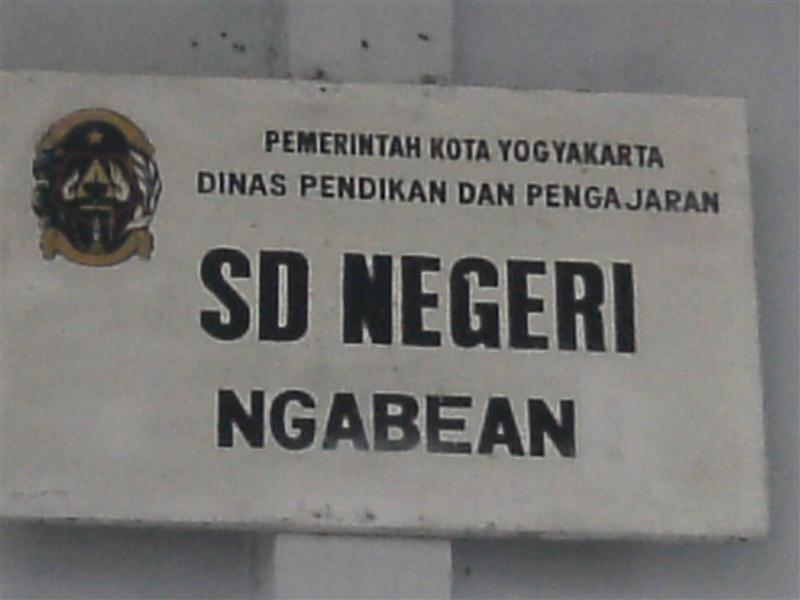 PEMERINTAH KOTA YOGYAKARTA
DINAS PENDIKAN DAN PENGAJARAN
SD NEGERI
NGABEAN